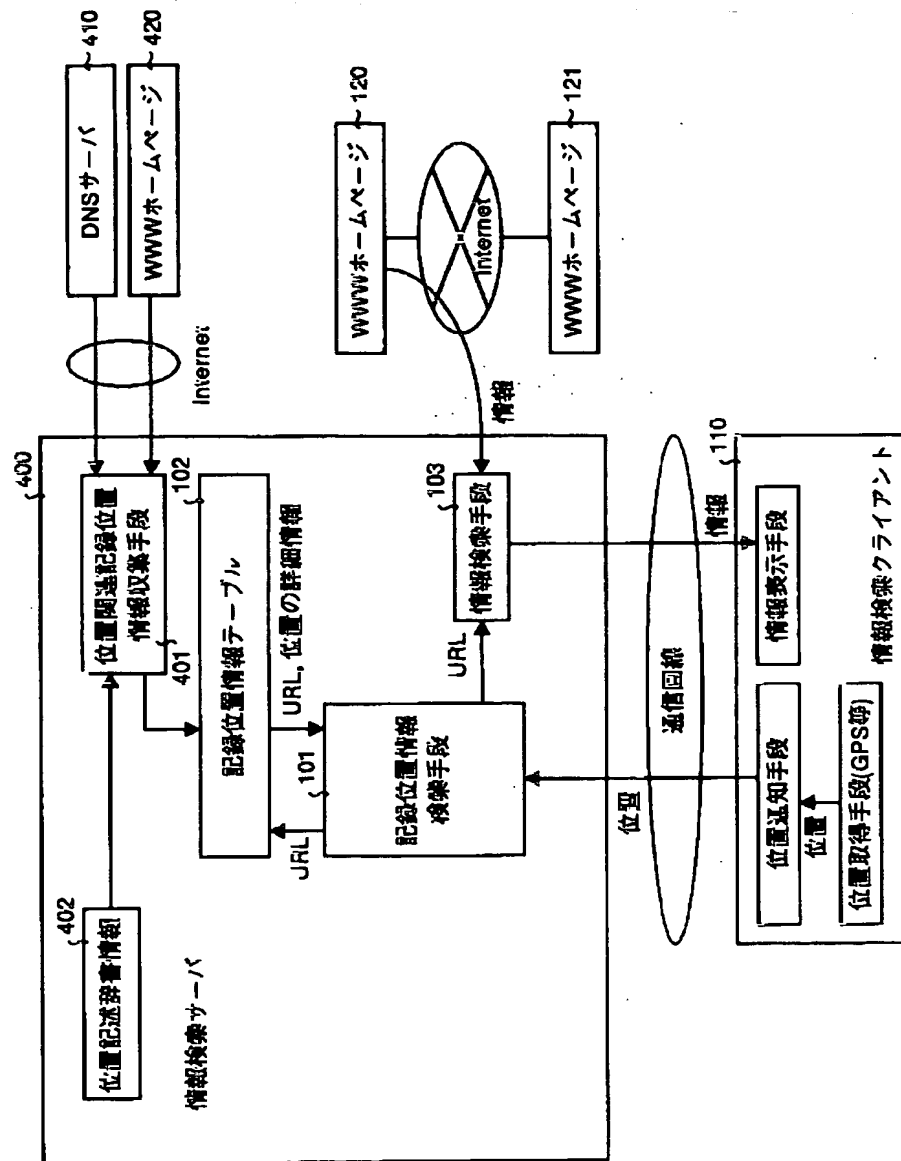 400
情報検索サーバ
402
位置記述辞書情報
位置関連記録位置
情報収集手段
401
102
記録位置情報テーブル
URL
URL, 位置の詳細情報
101
記録位置情報
検索手段
URL
103
情報検索手段
Internet
DNSサーバ
410
WWWホームページ
420
情報
WWWホームページ
120
Internet
WWWホームページ
121
位置
通信回線
情報
110
位置通知手段
位置
位置取得手段(GPS等)
情報表示手段
情報検索クライアント